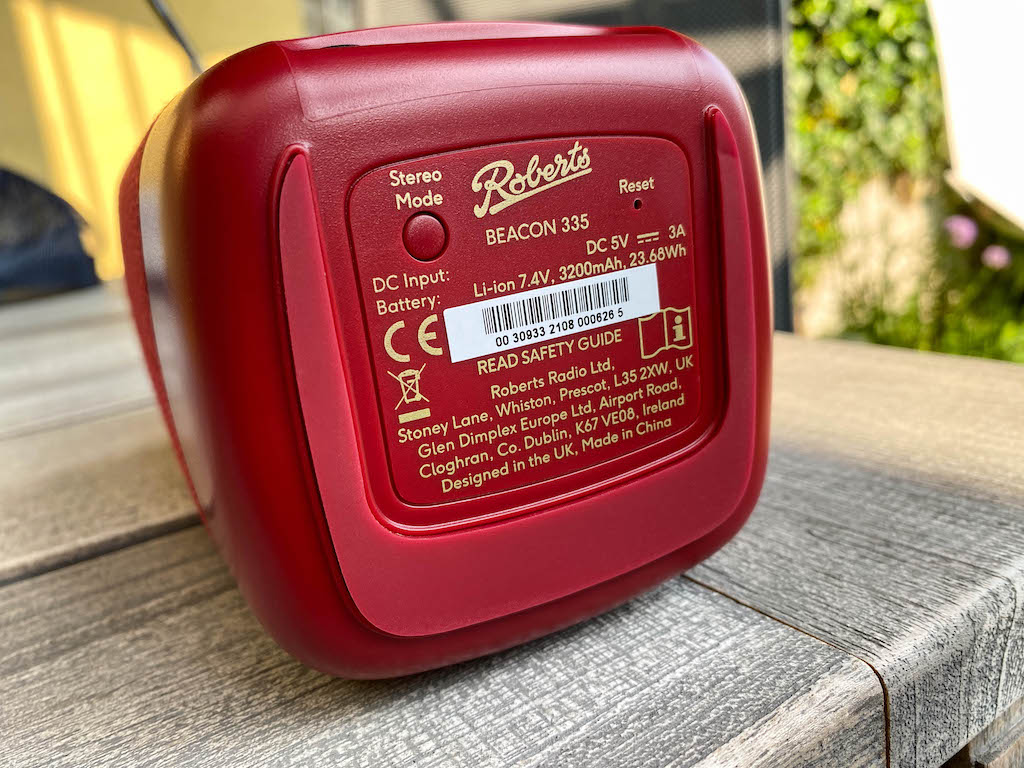 Stereo
Mode
Roberts
Reset
BEACON 335
DC Input: DC 5V ⎓ 3A
Battery: Li-ion 7.4V, 3200mAh, 23.68Wh
CE
00 30933 2108 000626 5
READ SAFETY GUIDE
i
Roberts Radio Ltd,
Stoney Lane, Whiston, Prescot, L35 2XW, UK
Glen Dimplex Europe Ltd, Airport Road,
Cloghran, Co. Dublin, K67 VE08, Ireland
Designed in the UK, Made in China